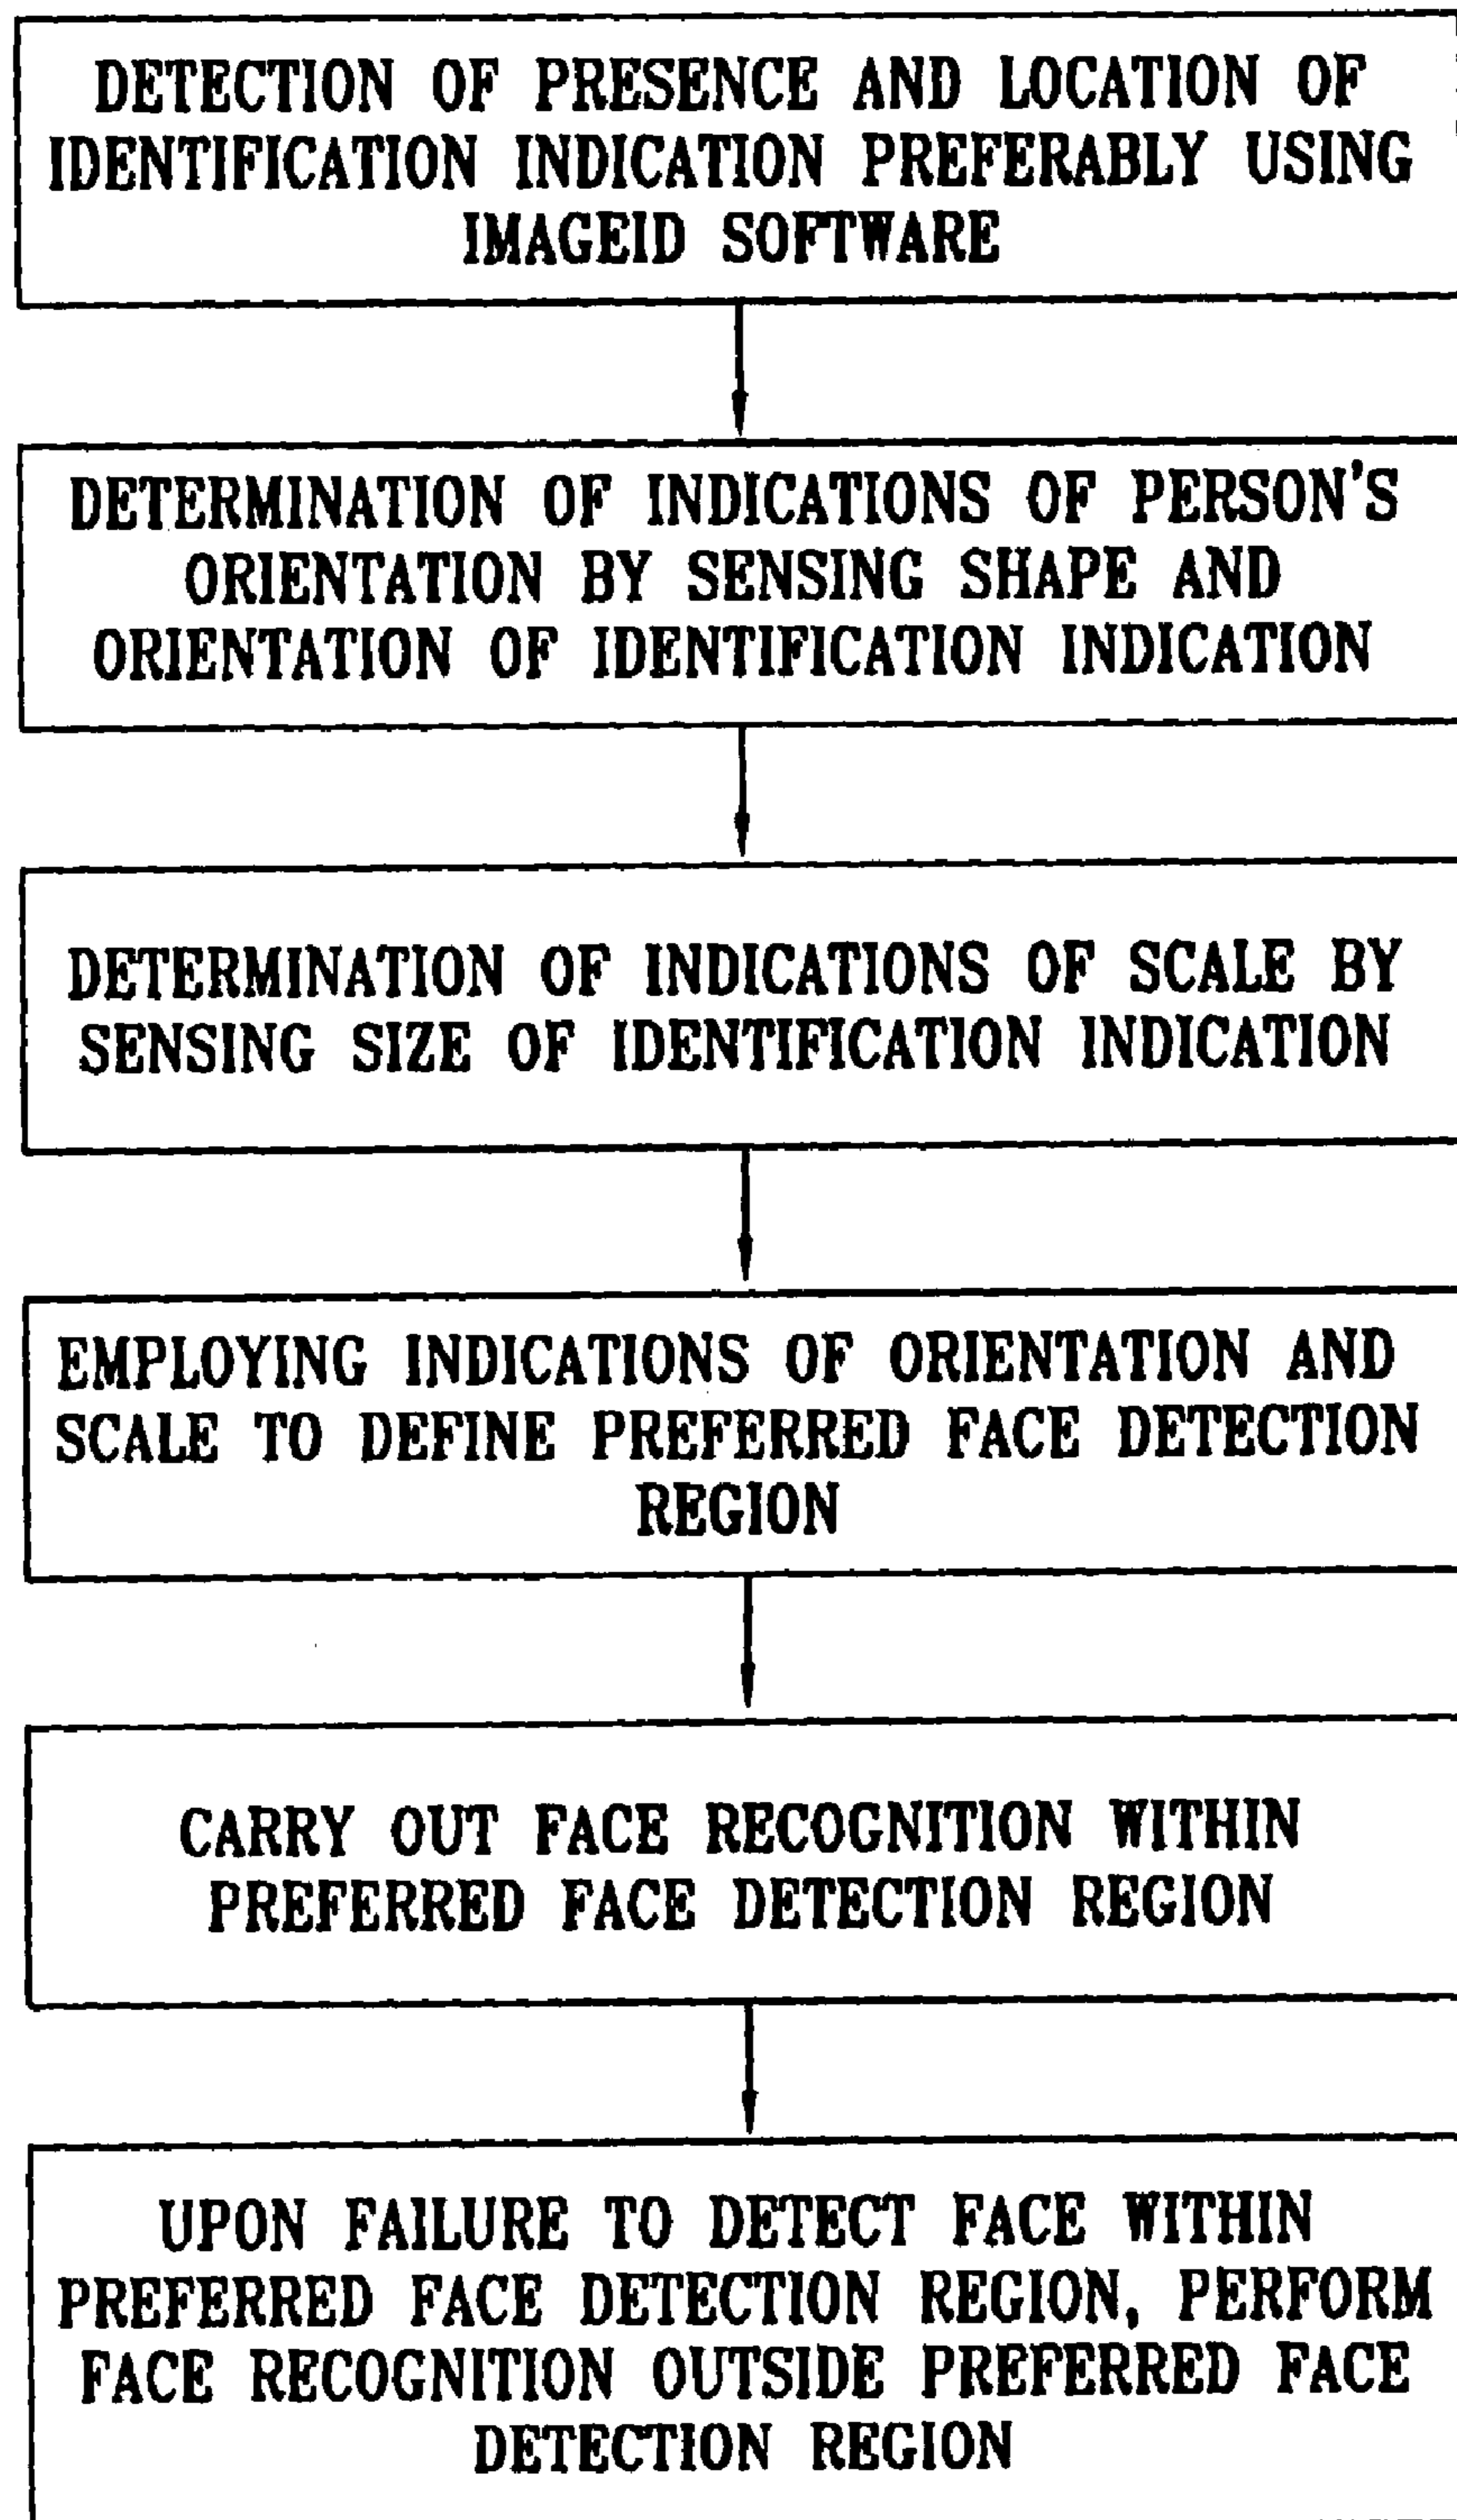 DETECTION OF PRESENCE AND LOCATION OF
IDENTIFICATION INDICATION PREFERABLY USING
IMAGEID SOFTWARE
DETERMINATION OF INDICATIONS OF PERSON'S
ORIENTATION BY SENSING SHAPE AND
ORIENTATION OF IDENTIFICATION INDICATION
DETERMINATION OF INDICATIONS OF SCALE BY
SENSING SIZE OF IDENTIFICATION INDICATION
EMPLOYING INDICATIONS OF ORIENTATION AND
SCALE TO DEFINE PREFERRED FACE DETECTION
REGION
CARRY OUT FACE RECOGNITION WITHIN
PREFERRED FACE DETECTION REGION
UPON FAILURE TO DETECT FACE WITHIN
PREFERRED FACE DETECTION REGION, PERFORM
FACE RECOGNITION OUTSIDE PREFERRED FACE
DETECTION REGION